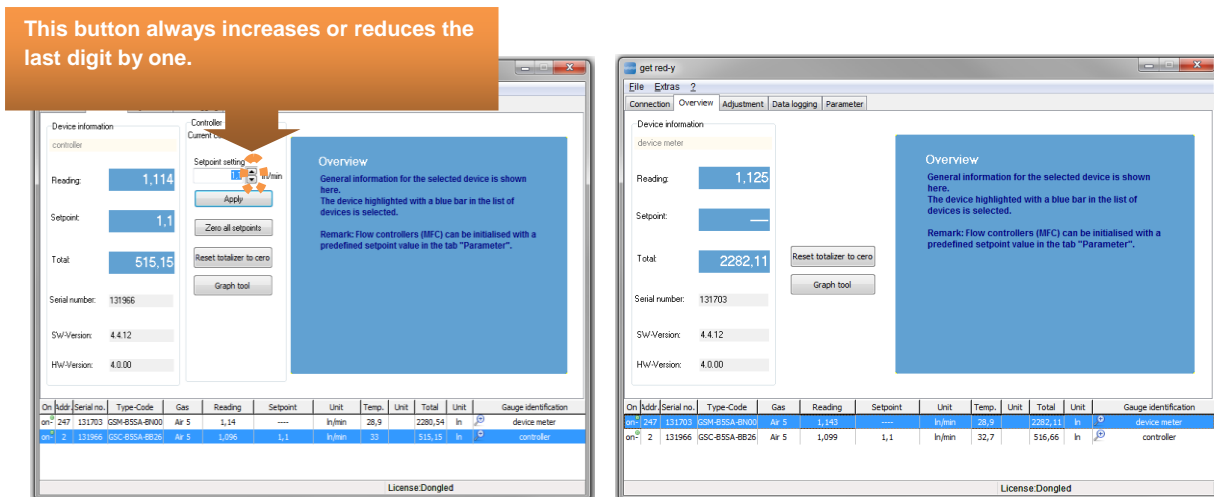 This button always increases or reduces the
last digit by one.
Device information
controller
Reading:
1,114
Setpoint:
1,1
Total:
515,15
Serial number:
131966
SW-Version:
4.4.12
HW-Version:
4.0.00
Controller
Setpoint setting
ln/min
Apply
Zero all setpoints
Reset totalizer to cero
Graph tool
Overview
General information for the selected device is shown
here.
The device highlighted with a blue bar in the list of
devices is selected.
Remark: Flow controllers (MFC) can be initialised with a
predefined setpoint value in the tab "Parameter".
On Addr. Serial no. Type-Code Gas Reading Setpoint Unit Temp. Unit Total Unit Gauge identification
on- 247 131703 GSM-B5SA-BN00 Air 5 1,14 ---- ln/min 28,9 2280,54 ln device meter
on- 2 131966 GSC-B5SA-BB26 Air 5 1,096 1,1 ln/min 33 515,15 ln controller
License:Dongled
get red-y
File Extras ?
Connection Overview Adjustment Data logging Parameter
Device information
device meter
Reading:
1,125
Setpoint:
----
Total:
2282,11
Serial number:
131703
SW-Version:
4.4.12
HW-Version:
4.0.00
Reset totalizer to cero
Graph tool
Overview
General information for the selected device is shown
here.
The device highlighted with a blue bar in the list of
devices is selected.
Remark: Flow controllers (MFC) can be initialised with a
predefined setpoint value in the tab "Parameter".
On Addr. Serial no. Type-Code Gas Reading Setpoint Unit Temp. Unit Total Unit Gauge identification
on- 247 131703 GSM-B5SA-BN00 Air 5 1,143 ---- ln/min 28,9 2282,11 ln device meter
on- 2 131966 GSC-B5SA-BB26 Air 5 1,099 1,1 ln/min 32,7 516,66 ln controller
License:Dongled